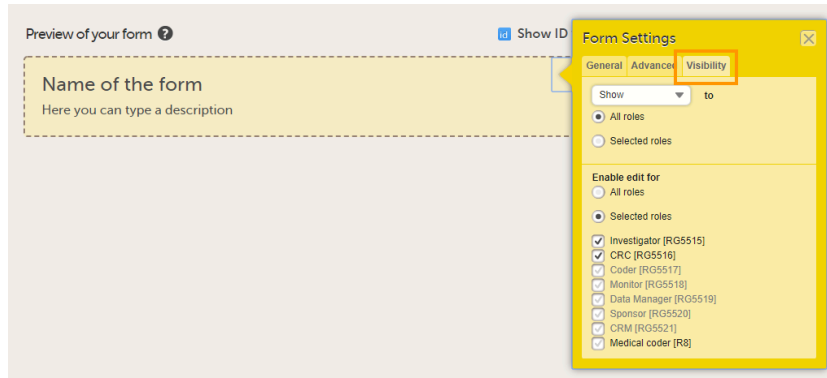 Preview of your form ?
id Show ID
Name of the form
Here you can type a description
Form Settings
General Advanced Visibility
Show to
All roles
Selected roles
Enable edit for
All roles
Selected roles
Investigator [RG5515]
CRC [RG5516]
Coder [RG5517]
Monitor [RG5518]
Data Manager [RG5519]
Sponsor [RG5520]
CRM [RG5521]
Medical coder [R8]